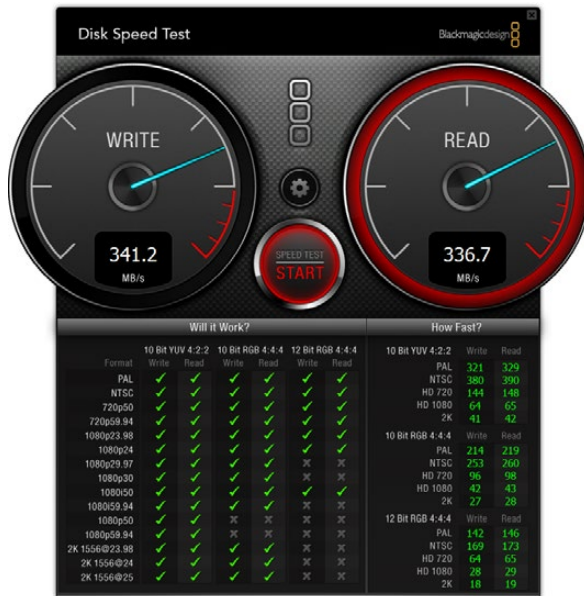 Disk Speed Test
Blackmagicdesign
WRITE
READ
341.2
MB/s
SPEED TEST
START
336.7
MB/s
Will it Work?
10 Bit YUV 4:2:2 10 Bit RGB 4:4:4 12 Bit RGB 4:4:4
Format Write Read Write Read Write Read
PAL ✓ ✓ ✓ ✓ ✓ ✓
NTSC ✓ ✓ ✓ ✓ ✓ ✓
720p50 ✓ ✓ ✓ ✓ ✓ ✓
720p59.94 ✓ ✓ ✓ ✓ ✓ ✓
1080p23.98 ✓ ✓ ✓ ✓ ✓ ✓
1080p24 ✓ ✓ ✓ ✓ ✓ ✓
1080p29.97 ✓ ✓ ✓ ✓ x x
1080p30 ✓ ✓ ✓ ✓ x x
1080i50 ✓ ✓ ✓ ✓ ✓ ✓
1080i59.94 ✓ ✓ ✓ ✓ x x
1080p50 ✓ ✓ x x x x
1080p59.94 ✓ ✓ x x x x
2K 1556@23.98 ✓ ✓ ✓ ✓ x x
2K 1556@24 ✓ ✓ ✓ ✓ x x
2K 1556@25 ✓ ✓ ✓ ✓ x x
How Fast?
10 Bit YUV 4:2:2 Write Read
PAL 321 329
NTSC 380 390
HD 720 144 148
HD 1080 64 65
2K 41 42
10 Bit RGB 4:4:4 Write Read
PAL 214 219
NTSC 253 260
HD 720 96 98
HD 1080 42 43
2K 27 28
12 Bit RGB 4:4:4 Write Read
PAL 142 146
NTSC 169 173
HD 720 64 65
HD 1080 28 29
2K 18 19